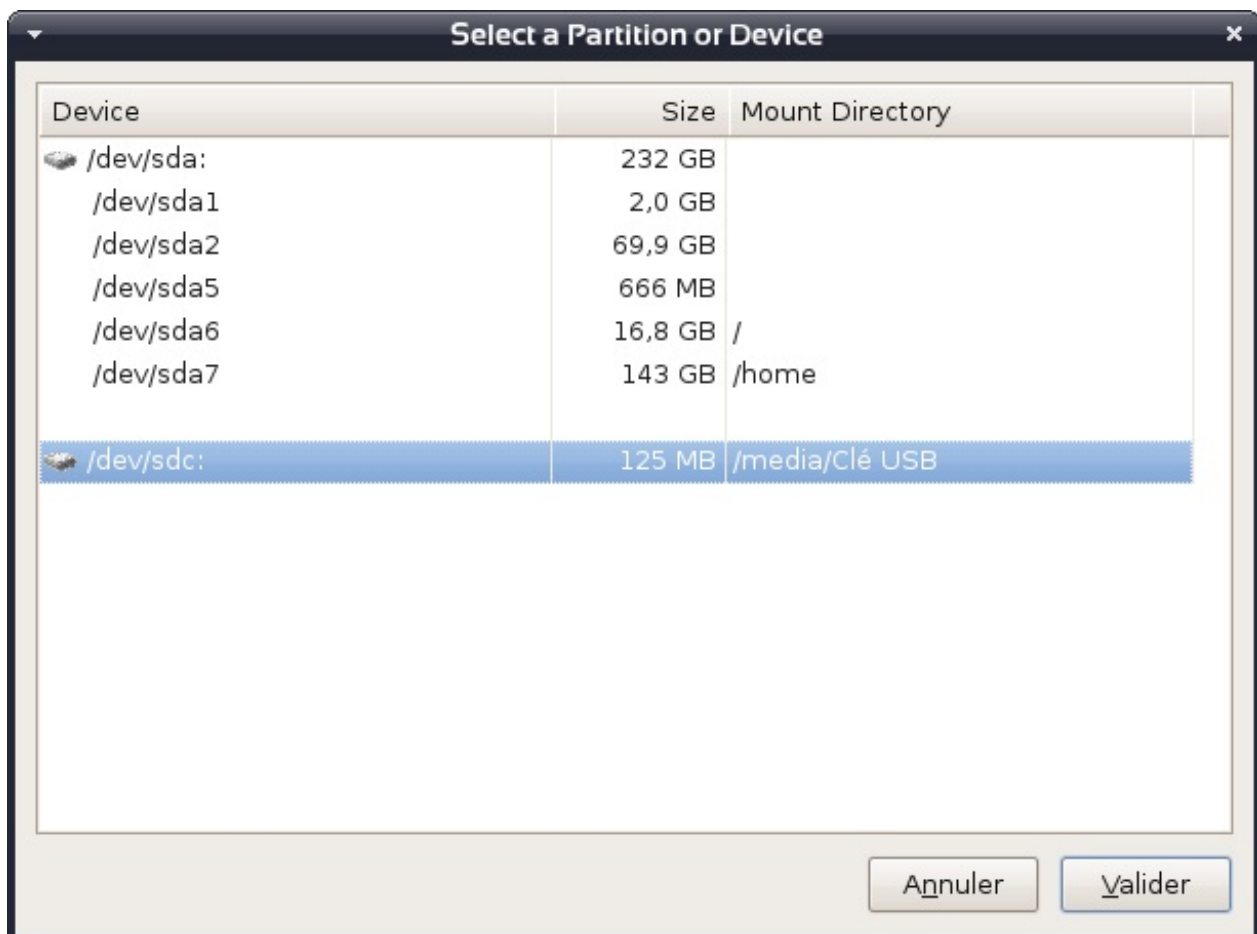 Select a Partition or Device
Device Size Mount Directory
/dev/sda: 232 GB
/dev/sda1 2,0 GB
/dev/sda2 69,9 GB
/dev/sda5 666 MB
/dev/sda6 16,8 GB /
/dev/sda7 143 GB /home
/dev/sdc: 125 MB /media/Clé USB
Annuler Valider